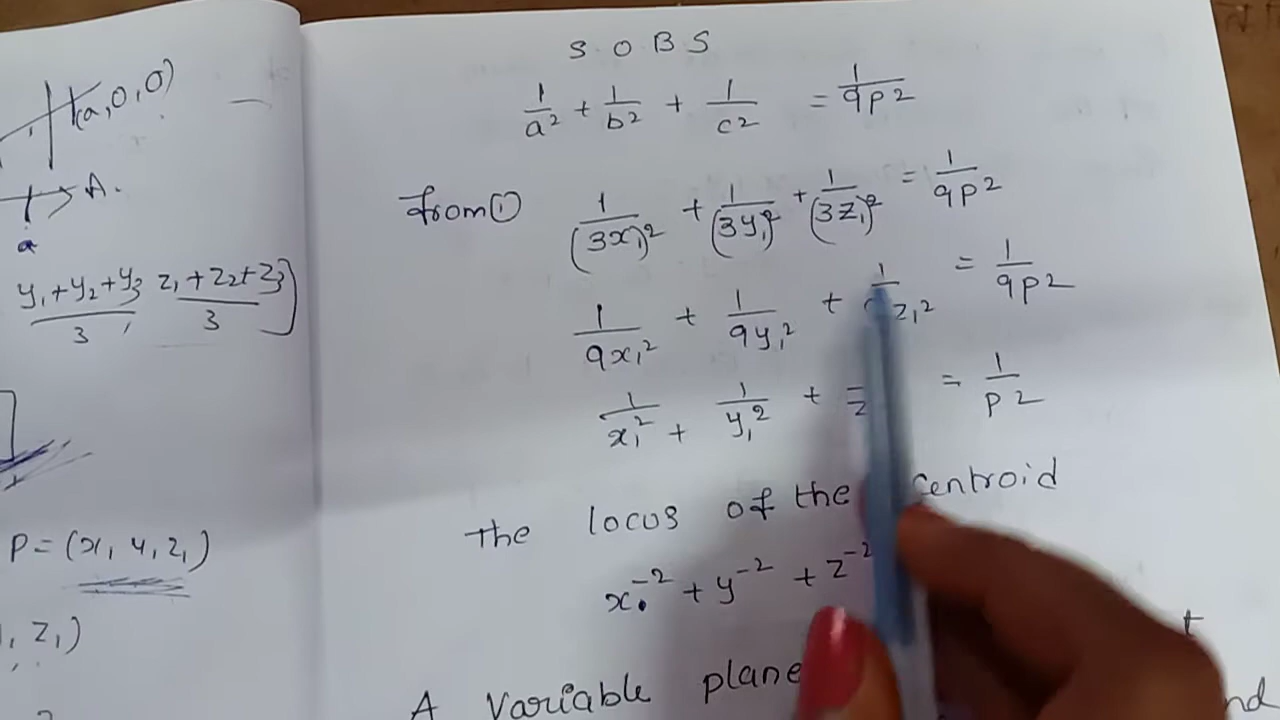 (a, 0, 0)
A.
a
y₁+y₂+y₃/3, z₁+z₂+z₃/3]
P = (x₁ y₁ z₁)
, z₁)
S O B S
1/a² + 1/b² + 1/c² = 1/9p²
from ① 1/(3x₁)² + 1/(3y₁)² + 1/(3z₁)² = 1/9p²
1/9x₁² + 1/9y₁² + 1/ z₁² = 1/9p²
1/x₁² + 1/y₁² + = 1/p²
The locus of the centroid
x⁻² + y⁻² + z⁻²
t
A Variable plane nd